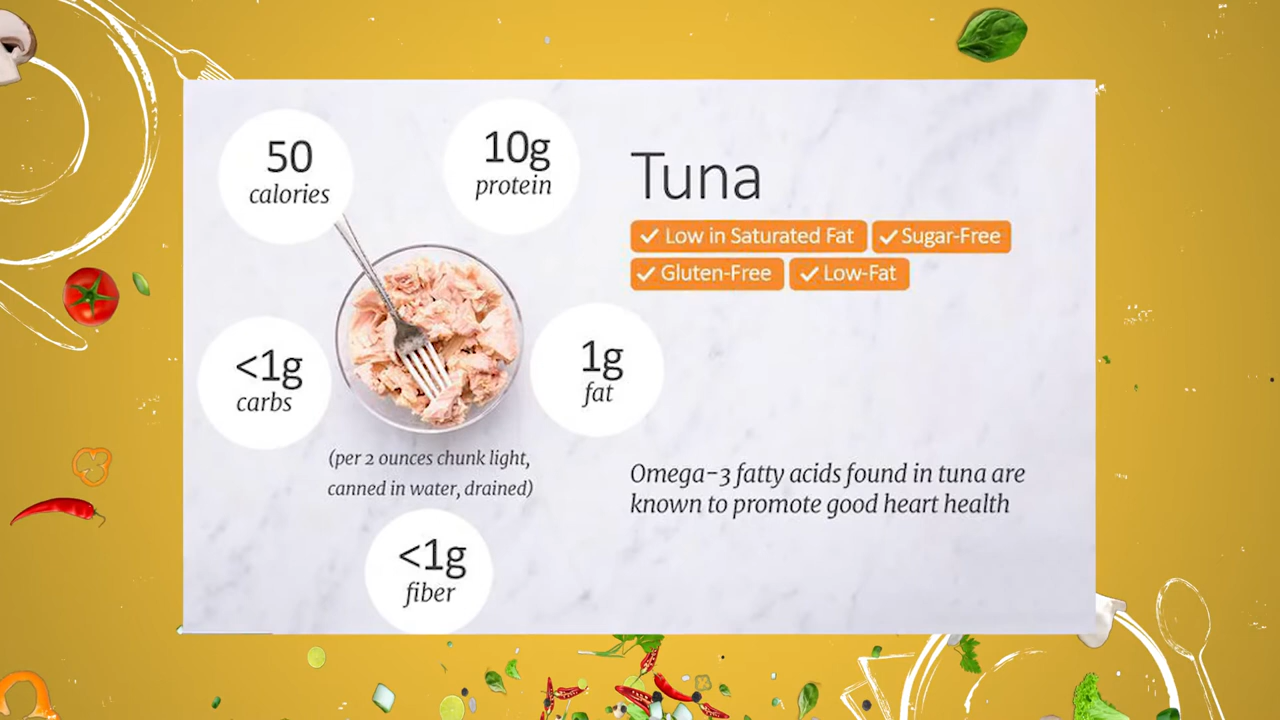 50
calories
10g
protein
Tuna
Low in Saturated Fat
Sugar-Free
Gluten-Free
Low-Fat
<1g
carbs
1g
fat
(per 2 ounces chunk light,
canned in water, drained)
Omega-3 fatty acids found in tuna are
known to promote good heart health
<1g
fiber